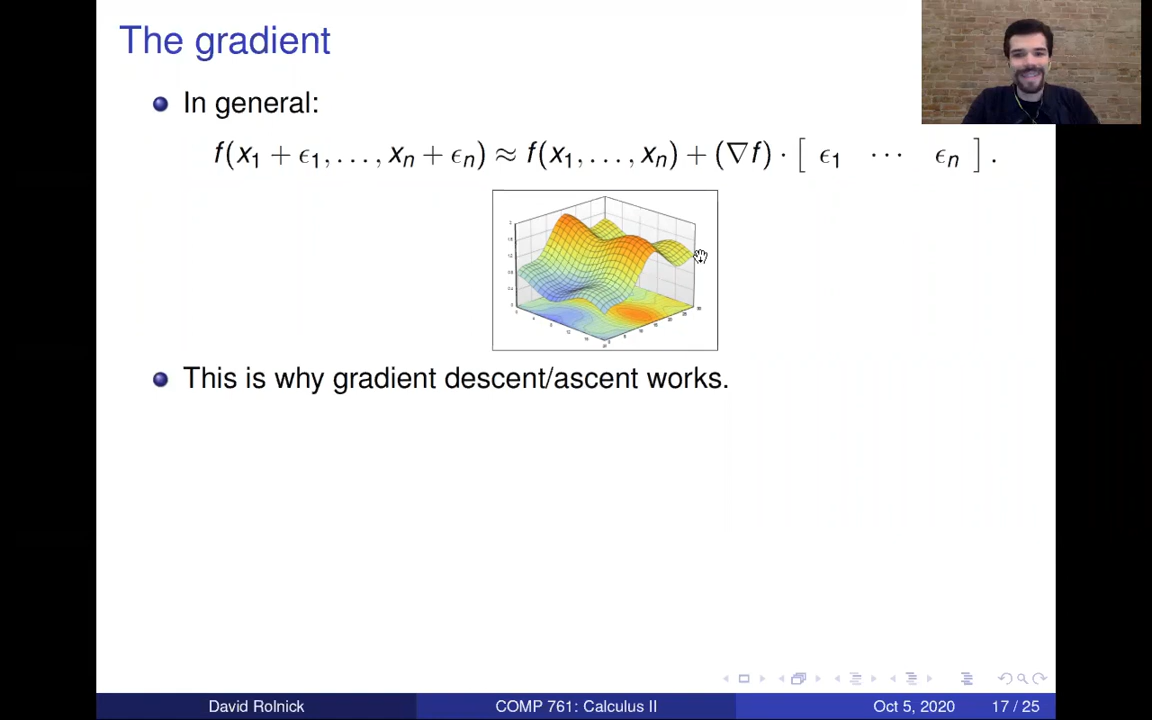 The gradient
In general:
f(x₁ + ϵ₁, . . . , xₙ + ϵₙ) ≈ f(x₁, . . . , xₙ) + (∇f) · [ ϵ₁ ··· ϵₙ ] .
This is why gradient descent/ascent works.
David Rolnick COMP 761: Calculus II Oct 5, 2020 17 / 25